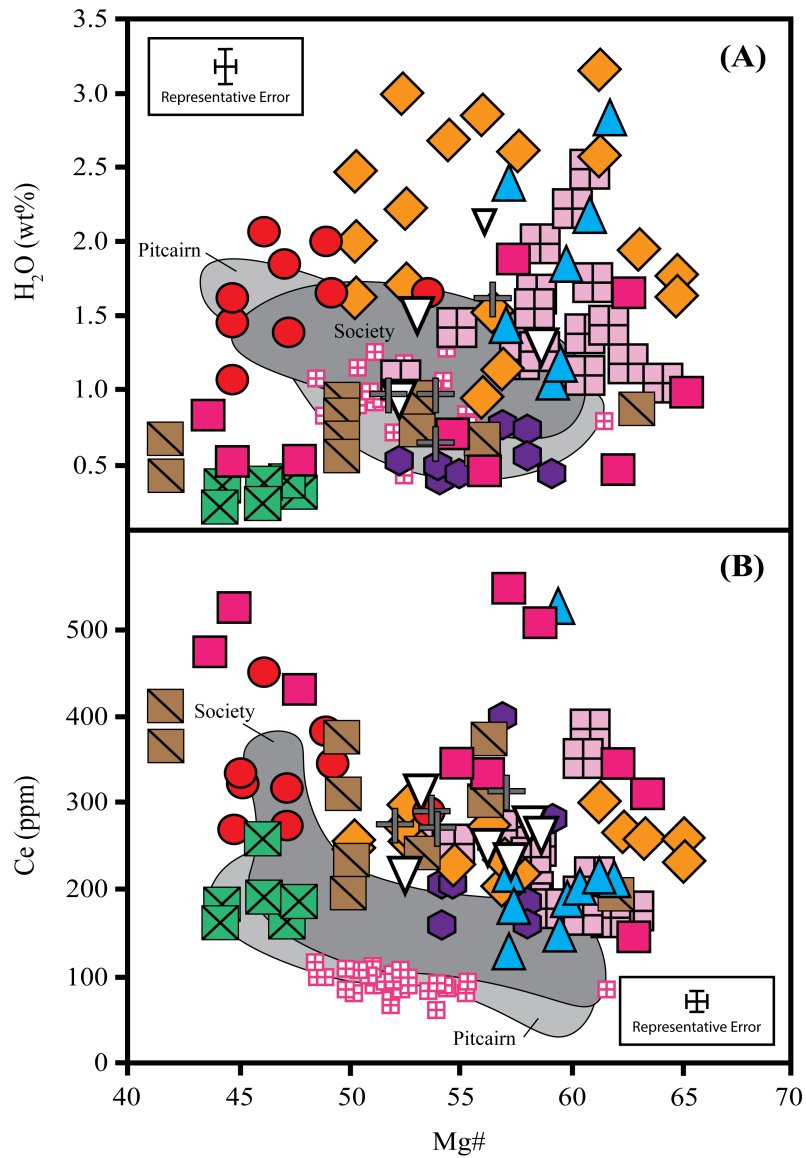 3.5
(A)
Representative Error
3.0
2.5
H₂O (wt%)
2.0
Pitcairn
1.5
Society
1.0
0.5
(B)
500
400
Society
300
Ce (ppm)
200
100
Representative Error
Pitcairn
0
40 45 50 55 60 65 70
Mg#